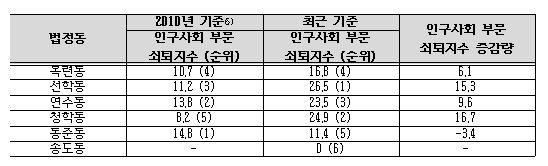 법정동 2010년 기준6) 최근 기준 인구사회 부문 쇠퇴지수 증감량
인구사회 부문 쇠퇴지수 (순위) 인구사회 부문 쇠퇴지수 (순위)
옥련동 10.7 (4) 16.8 (4) 6.1
선학동 11.2 (3) 26.5 (1) 15.3
연수동 13.8 (2) 23.5 (3) 9.6
청학동 8.2 (5) 24.9 (2) 16.7
동춘동 14.8 (1) 11.4 (5) -3.4
송도동 - 0 (6) -